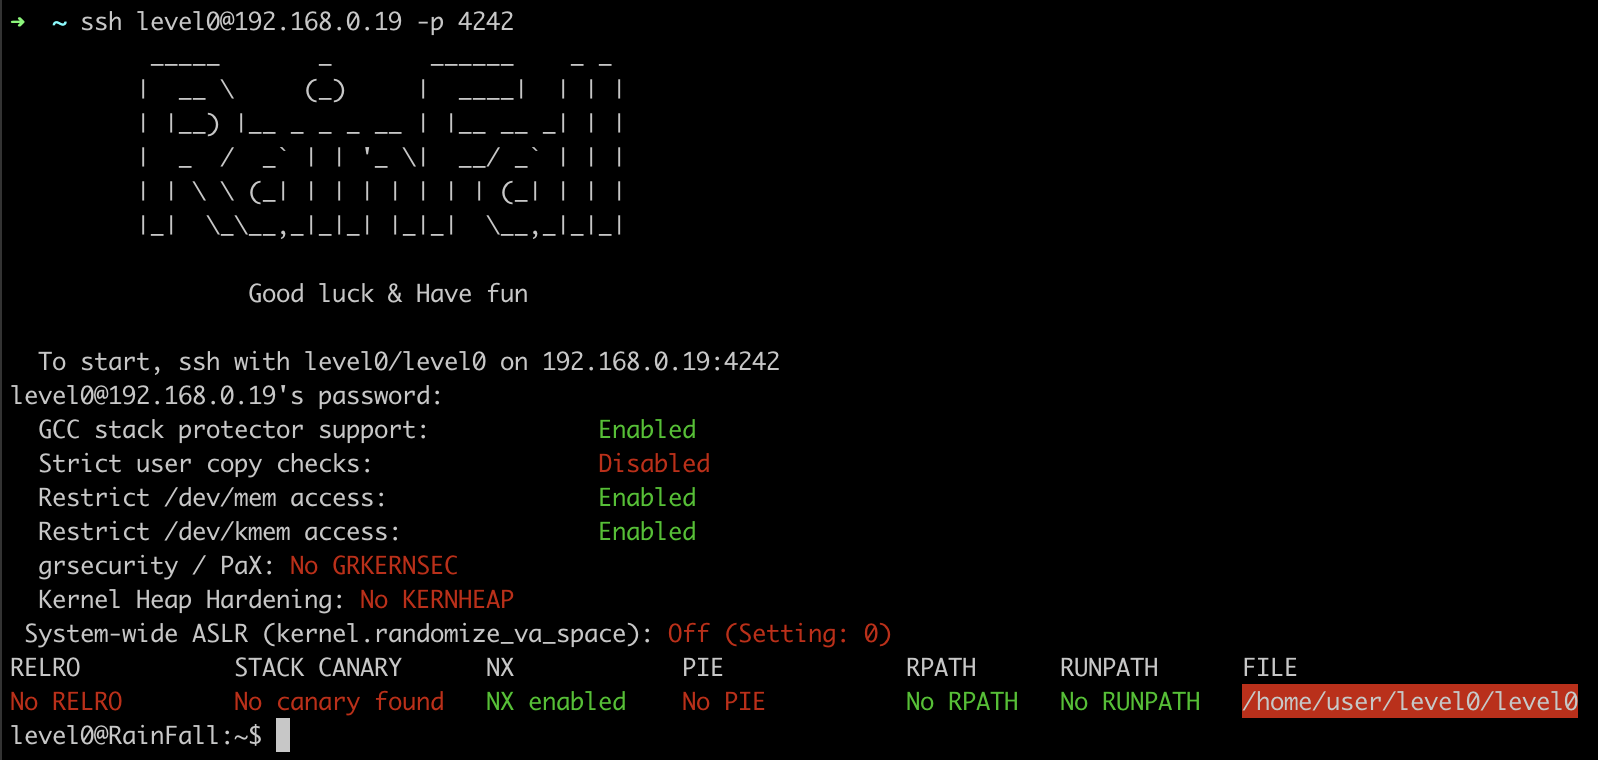 ➜  ~ ssh level0@192.168.0.19 -p 4242
          _____       _       ______    _ _
         |  __ \     (_)     |  ____|  | | |
         | |__) |__ _ _ _ __ | |__ __ _| | |
         |  _  /  _` | | '_ \|  __/ _` | | |
         | | \ \ (_| | | | | | | | (_| | | |
         |_|  \_\__,_|_|_| |_|_|  \__,_|_|_|
                 Good luck & Have fun
  To start, ssh with level0/level0 on 192.168.0.19:4242
level0@192.168.0.19's password:
  GCC stack protector support:            Enabled
  Strict user copy checks:                Disabled
  Restrict /dev/mem access:               Enabled
  Restrict /dev/kmem access:              Enabled
  grsecurity / PaX: No GRKERNSEC
  Kernel Heap Hardening: No KERNHEAP
 System-wide ASLR (kernel.randomize_va_space): Off (Setting: 0)
RELRO           STACK CANARY      NX          PIE             RPATH      RUNPATH      FILE
No RELRO        No canary found   NX enabled    No PIE          No RPATH   No RUNPATH   /home/user/level0/level0
level0@RainFall:~$